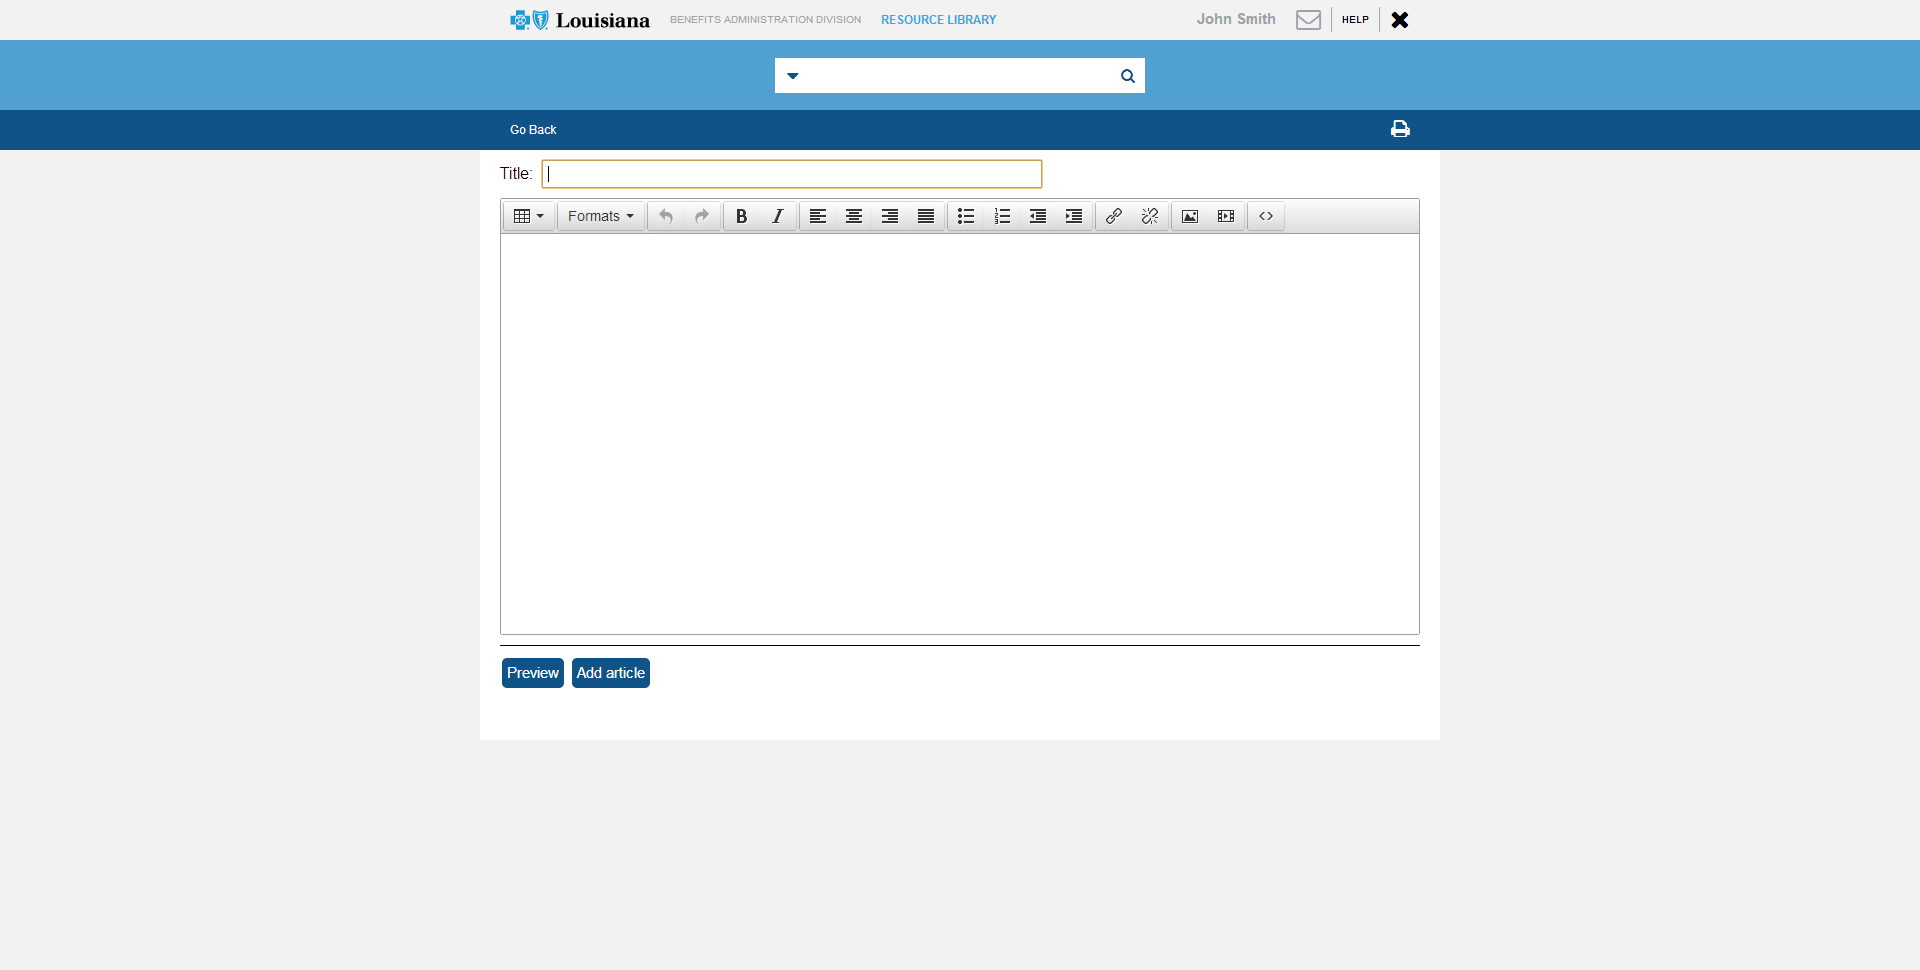 Louisiana BENEFITS ADMINISTRATION DIVISION RESOURCE LIBRARY John Smith HELP
Go Back
Title:
Formats B I
Preview Add article